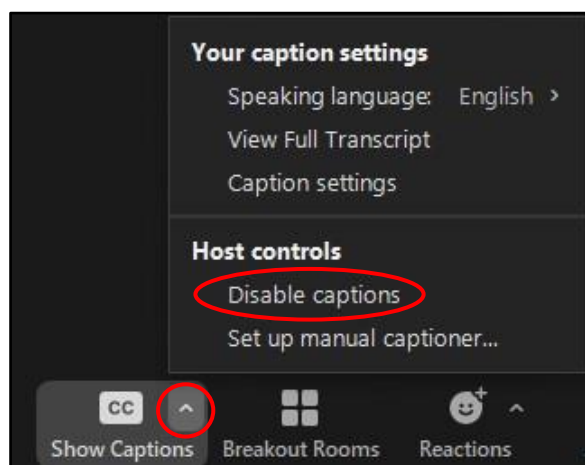 Your caption settings
Speaking language: English >
View Full Transcript
Caption settings
Host controls
Disable captions
Set up manual captioner...
CC
Show Captions Breakout Rooms Reactions